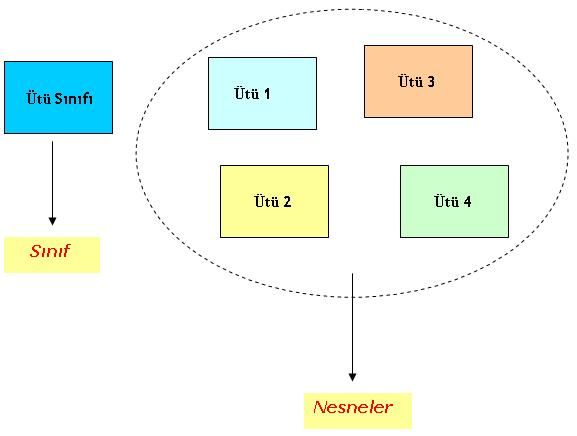 Ütü Sınıfı
Ütü 1
Ütü 3
Ütü 2
Ütü 4
Sınıf
Nesneler